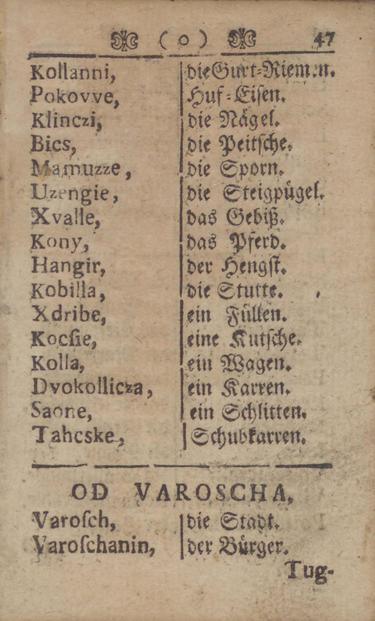 ( o ) 47
Kollanni, die Gurt-Riemen.
Pokovve, Huf-Eisen.
Klinczi, die Nägel.
Bics, die Peitsche.
Mamuzze, die Sporn.
Uzengie, die Steigpügel.
Xvalle, das Gebiß.
Kony, das Pferd.
Hangir, der Hengst.
Kobilla, die Stutte.
Xdribe, ein Füllen.
Kocſie, eine Kutsche.
Kolla, ein Wagen.
Dvokollicza, ein Karren.
Saone, ein Schlitten.
Tahcske, Schubkarren.
OD VAROSCHA.
Varoſch, die Stadt.
Varoſchanin, der Bürger.
Tug-